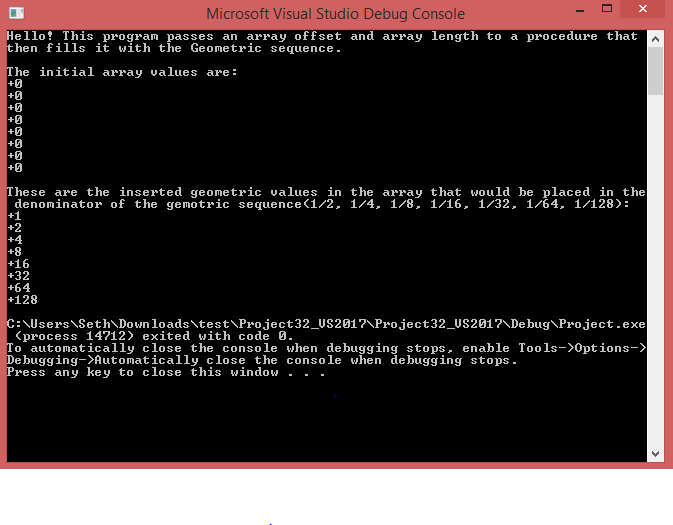 Microsoft Visual Studio Debug Console
Hello! This program passes an array offset and array length to a procedure that
then fills it with the Geometric sequence.
The initial array values are:
+0
+0
+0
+0
+0
+0
+0
+0
These are the inserted geometric values in the array that would be placed in the
denominator of the gemotric sequence(1/2, 1/4, 1/8, 1/16, 1/32, 1/64, 1/128):
+1
+2
+4
+8
+16
+32
+64
+128
C:\Users\Seth\Downloads\test\Project32_VS2017\Project32_VS2017\Debug\Project.exe
(process 14712) exited with code 0.
To automatically close the console when debugging stops, enable Tools->Options->
Debugging->Automatically close the console when debugging stops.
Press any key to close this window . . .